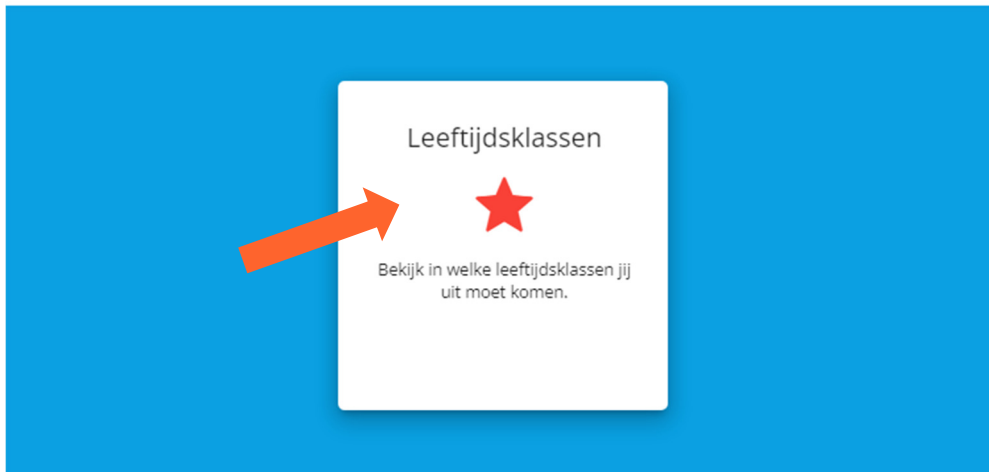 Leeftijdsklassen
Bekijk in welke leeftijdsklassen jij
uit moet komen.